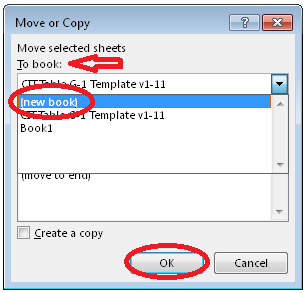 Move or Copy
?
Move selected sheets
To book:
CTT Table G-1 Template v1-11
(new book)
CTT Table G-1 Template v1-11
Book1
(move to end)
Create a copy
OK
Cancel